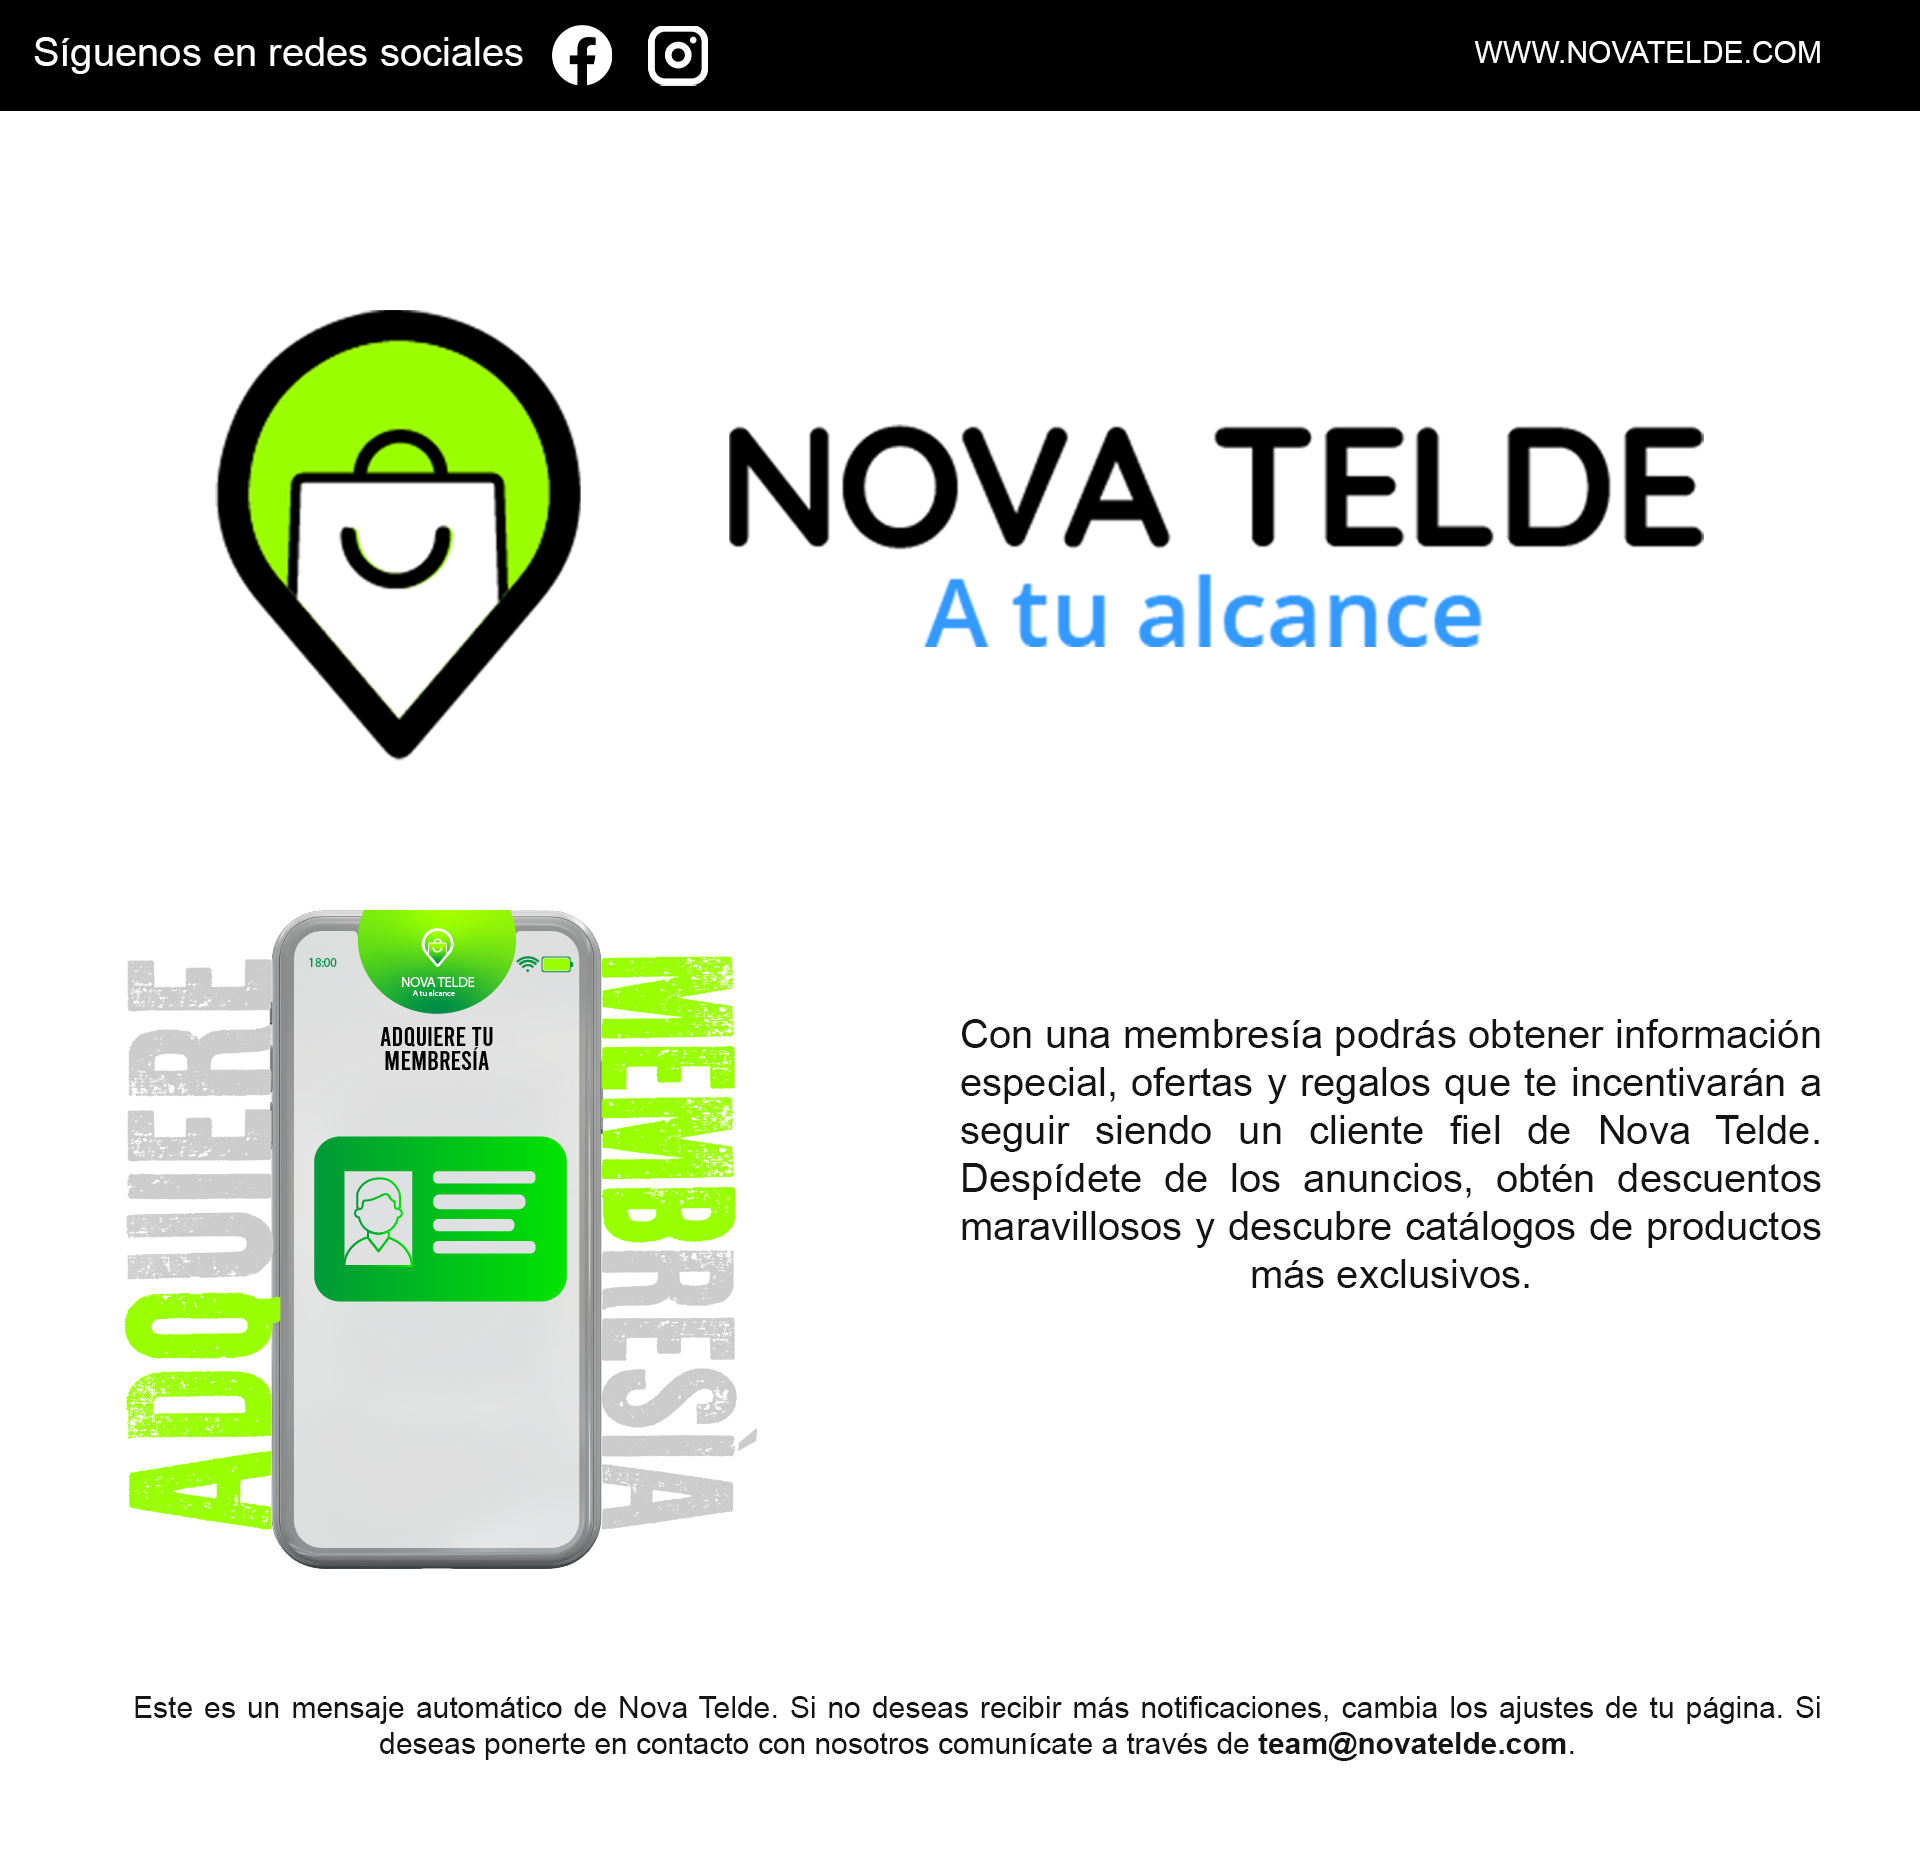 Síguenos en redes sociales
WWW.NOVATELDE.COM
NOVA TELDE
A tu alcance
ADQUIERE
18:00
NOVA TELDE
A tu alcance
ADQUIERE TU
MEMBRESÍA
MEMBRESÍA
Con una membresía podrás obtener información
especial, ofertas y regalos que te incentivarán a
seguir siendo un cliente fiel de Nova Telde.
Despídete de los anuncios, obtén descuentos
maravillosos y descubre catálogos de productos
más exclusivos.
Este es un mensaje automático de Nova Telde. Si no deseas recibir más notificaciones, cambia los ajustes de tu página. Si
deseas ponerte en contacto con nosotros comunícate a través de team@novatelde.com.